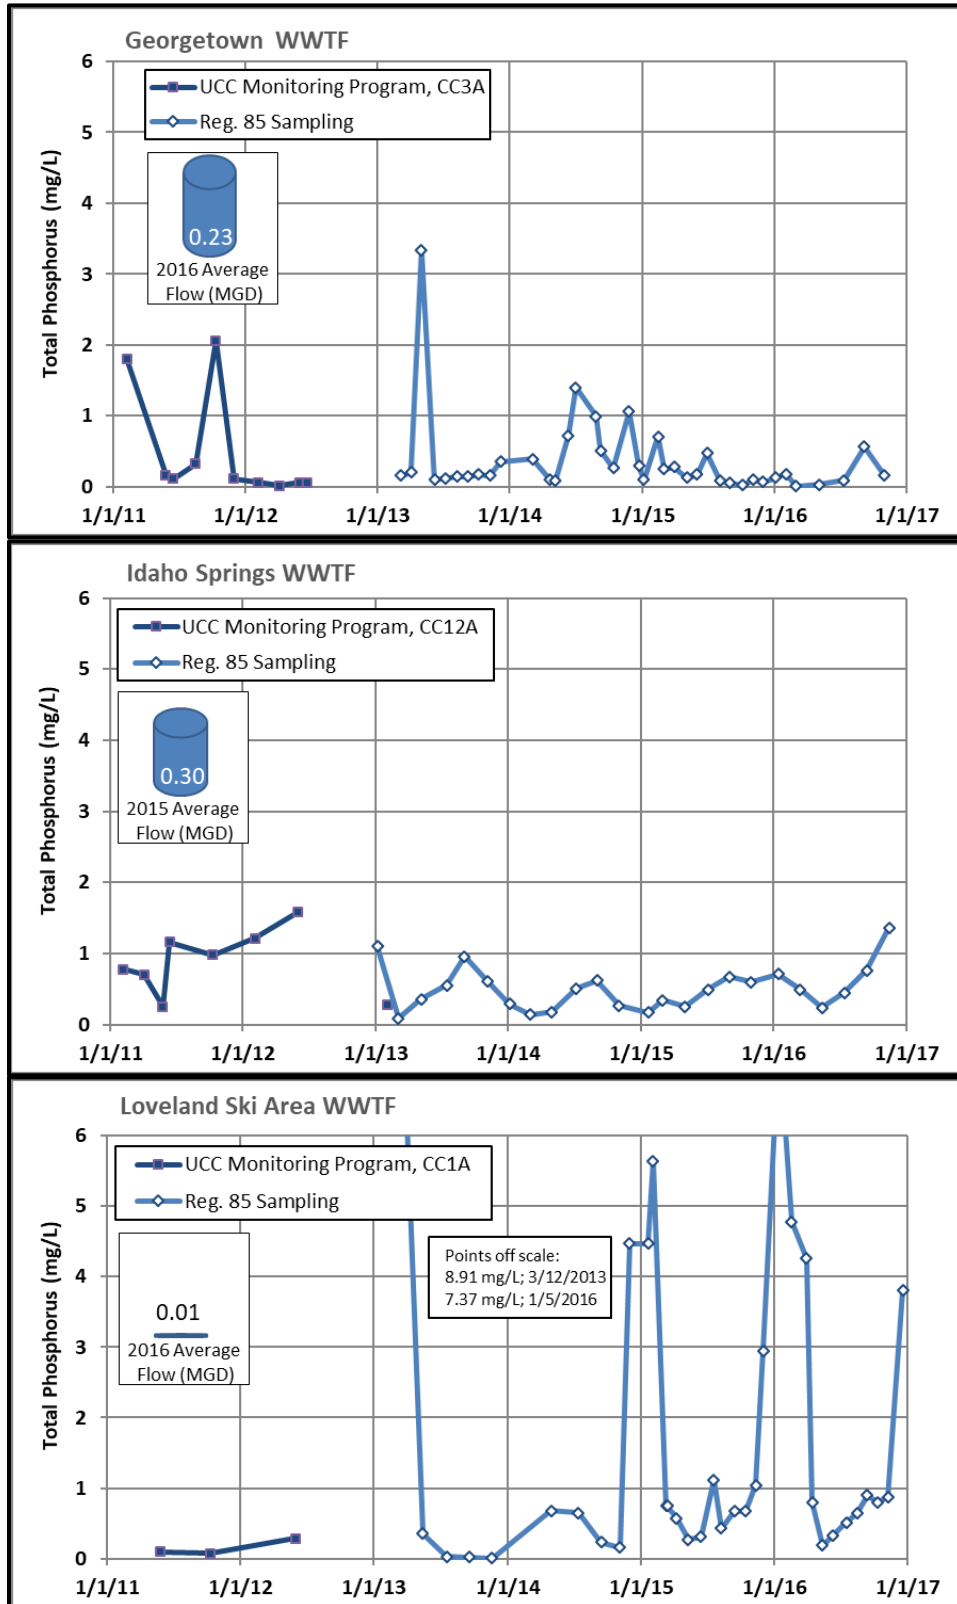 Georgetown WWTF
6
UCC Monitoring Program, CC3A
Reg. 85 Sampling
5
4
0.23
2016 Average
Flow (MGD)
3
2
1
0
Total Phosphorus (mg/L)
1/1/11 1/1/12 1/1/13 1/1/14 1/1/15 1/1/16 1/1/17
Idaho Springs WWTF
6
UCC Monitoring Program, CC12A
Reg. 85 Sampling
5
4
0.30
2015 Average
Flow (MGD)
3
2
1
0
Total Phosphorus (mg/L)
1/1/11 1/1/12 1/1/13 1/1/14 1/1/15 1/1/16 1/1/17
Loveland Ski Area WWTF
6
UCC Monitoring Program, CC1A
Reg. 85 Sampling
5
Points off scale:
8.91 mg/L; 3/12/2013
7.37 mg/L; 1/5/2016
4
0.01
2016 Average
Flow (MGD)
3
2
1
0
Total Phosphorus (mg/L)
1/1/11 1/1/12 1/1/13 1/1/14 1/1/15 1/1/16 1/1/17